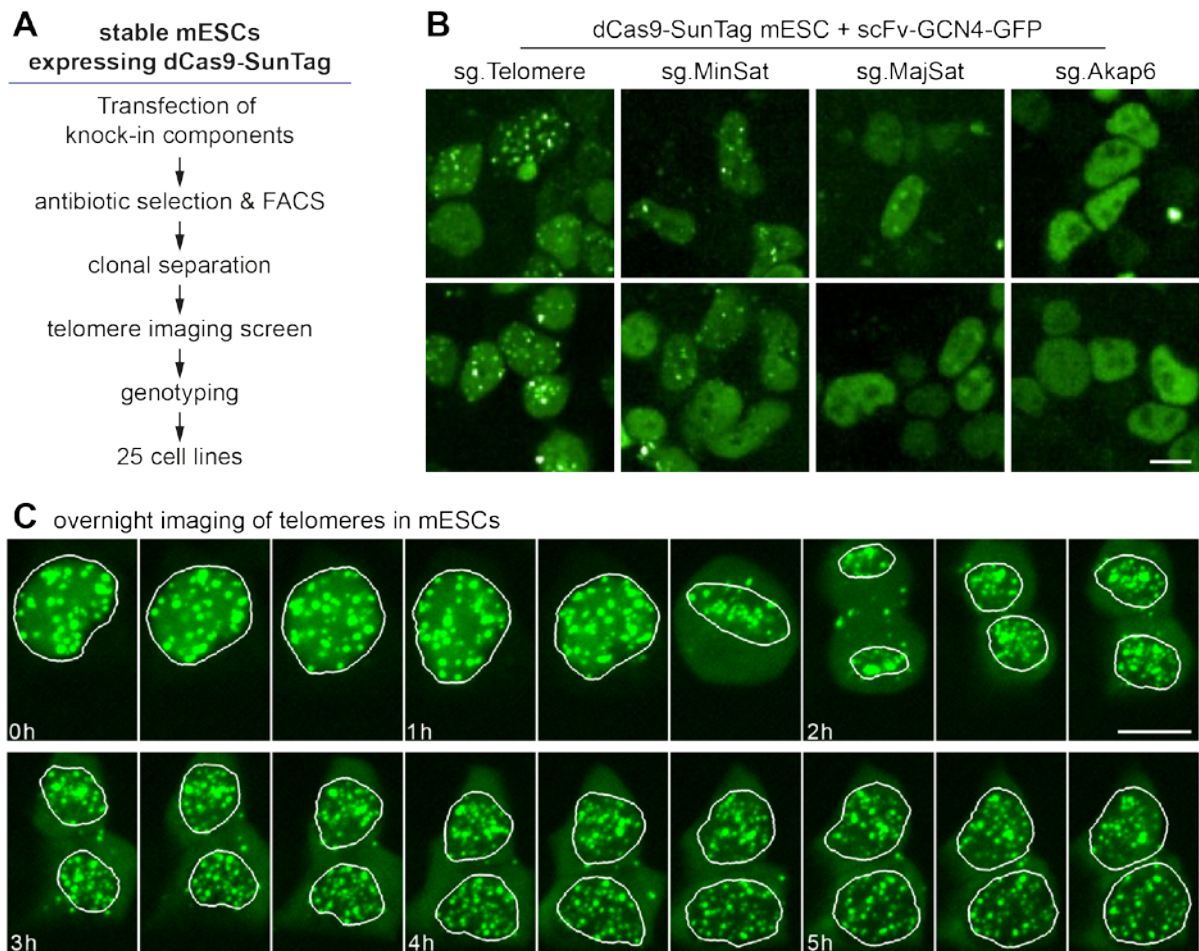 A
stable mESCs
expressing dCas9-SunTag
Transfection of
knock-in components
antibiotic selection & FACS
clonal separation
telomere imaging screen
genotyping
25 cell lines
B
dCas9-SunTag mESC + scFv-GCN4-GFP
sg.Telomere sg.MinSat sg.MajSat sg.Akap6
C overnight imaging of telomeres in mESCs
0h 1h 2h
3h 4h 5h